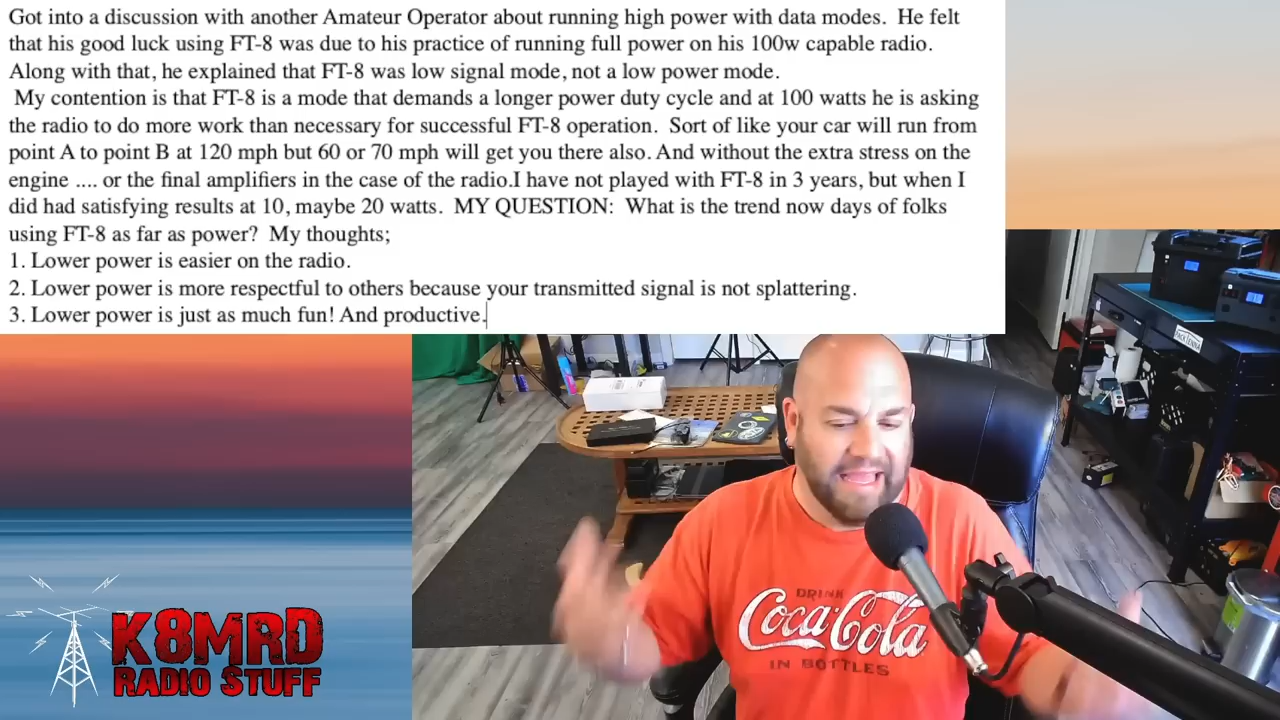 Got into a discussion with another Amateur Operator about running high power with data modes.  He felt
that his good luck using FT-8 was due to his practice of running full power on his 100w capable radio.
Along with that, he explained that FT-8 was low signal mode, not a low power mode.
My contention is that FT-8 is a mode that demands a longer power duty cycle and at 100 watts he is asking
the radio to do more work than necessary for successful FT-8 operation.  Sort of like your car will run from
point A to point B at 120 mph but 60 or 70 mph will get you there also. And without the extra stress on the
engine .... or the final amplifiers in the case of the radio.I have not played with FT-8 in 3 years, but when I
did had satisfying results at 10, maybe 20 watts.  MY QUESTION:  What is the trend now days of folks
using FT-8 as far as power?  My thoughts;
1. Lower power is easier on the radio.
2. Lower power is more respectful to others because your transmitted signal is not splattering.
3. Lower power is just as much fun! And productive.
K8MRD
RADIO STUFF
DRINK
Coca-Cola
IN BOTTLES